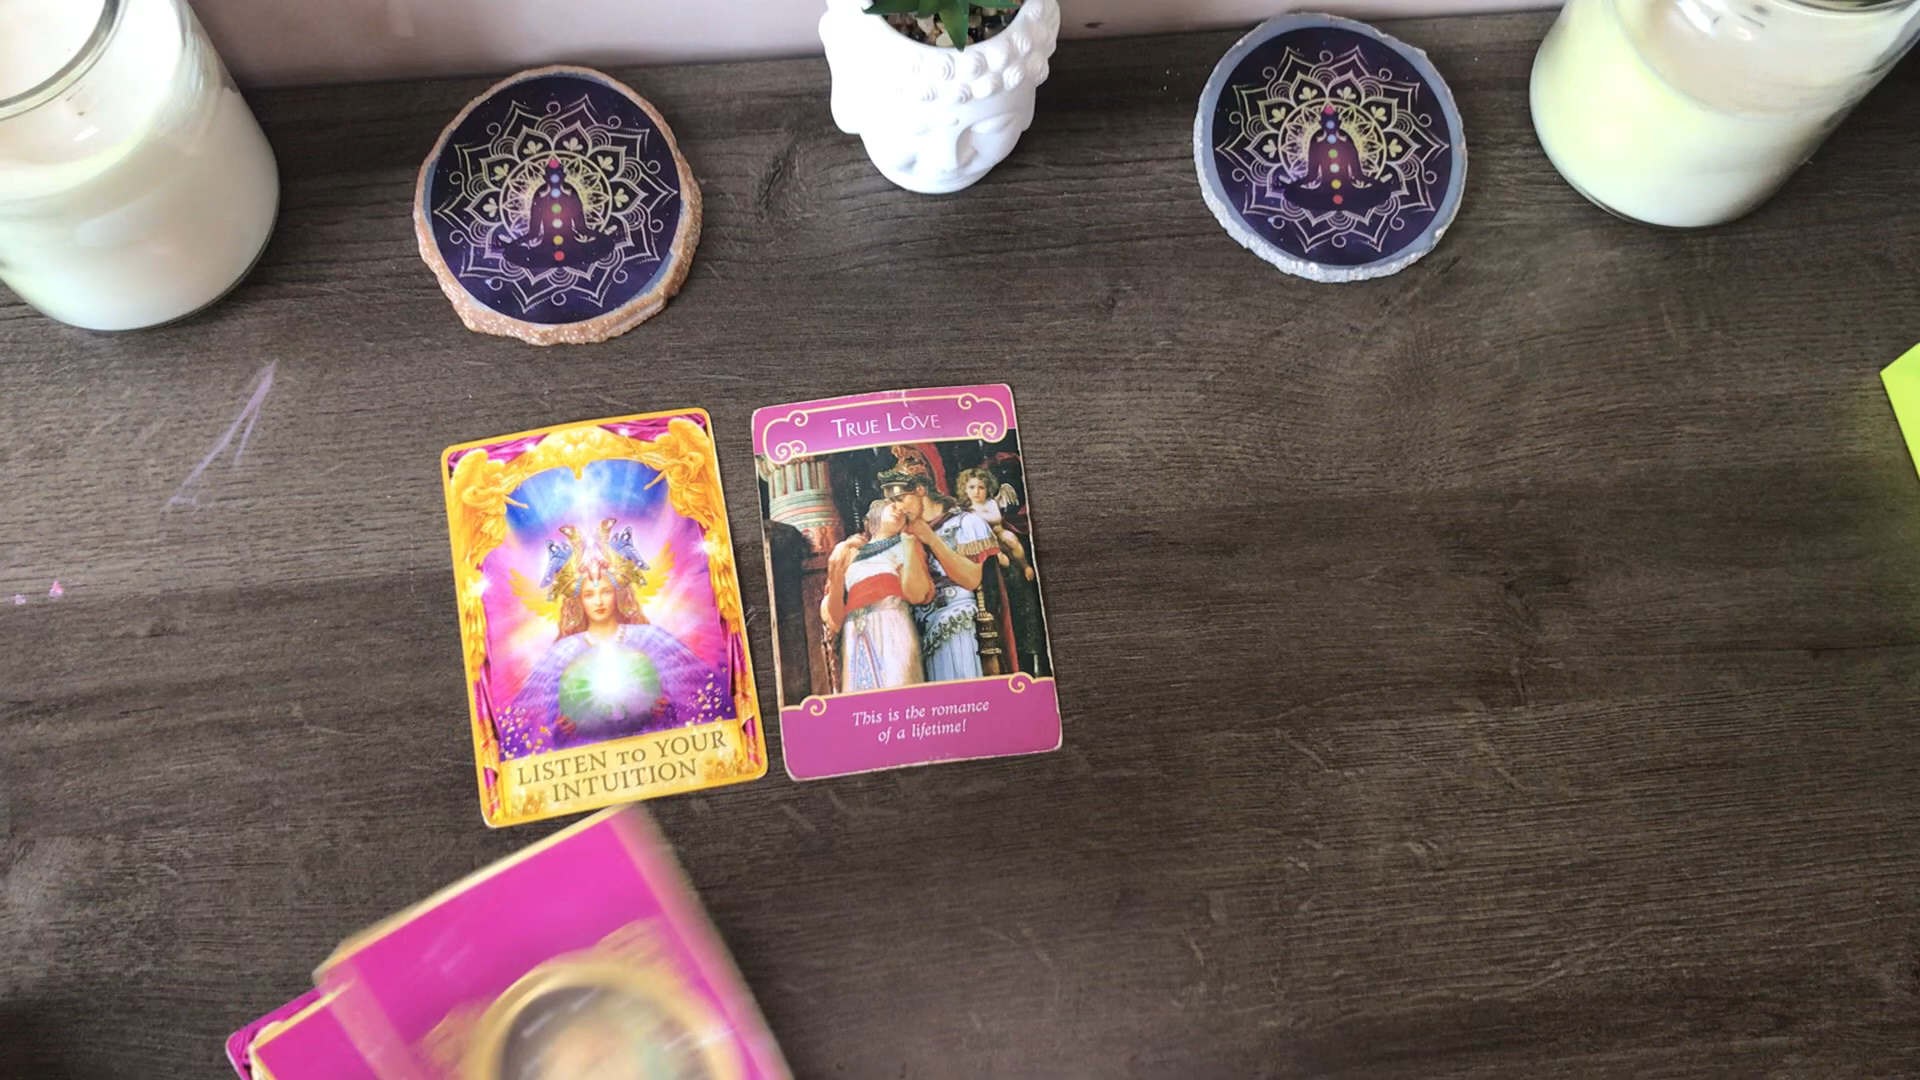 LISTEN to YOUR
INTUITION
TRUE LOVE
This is the romance
of a lifetime!